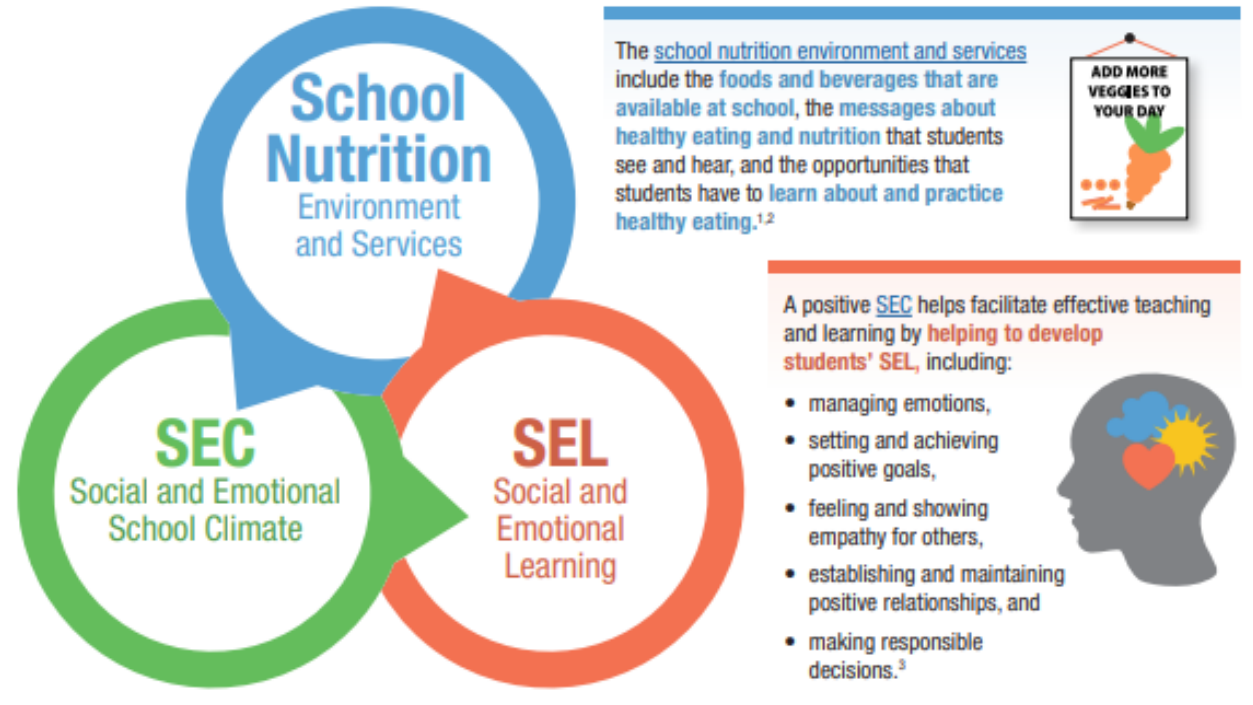 School
Nutrition
Environment
and Services
SEC
Social and Emotional
School Climate
SEL
Social and
Emotional
Learning
The school nutrition environment and services
include the foods and beverages that are
available at school, the messages about
healthy eating and nutrition that students
see and hear, and the opportunities that
students have to learn about and practice
healthy eating.1,2
ADD MORE
VEGGIES TO
YOUR DAY
A positive SEC helps facilitate effective teaching
and learning by helping to develop
students' SEL, including:
• managing emotions,
• setting and achieving
positive goals,
• feeling and showing
empathy for others,
• establishing and maintaining
positive relationships, and
• making responsible
decisions.3